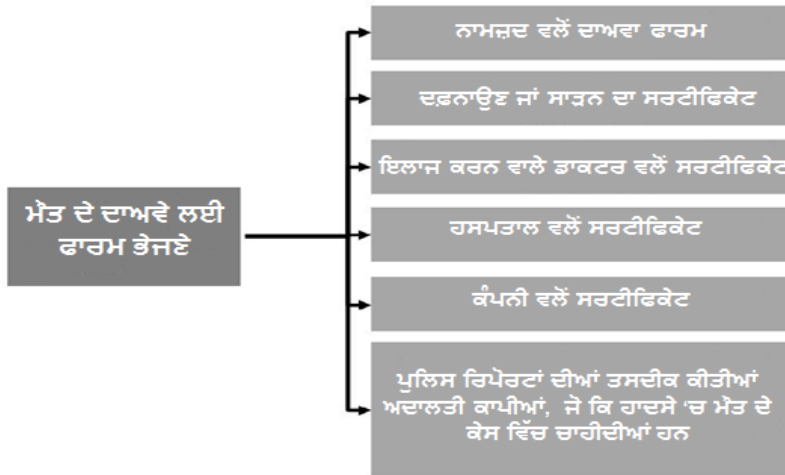 ਮੌਤ ਦੇ ਦਾਅਵੇ ਲਈ
ਫਾਰਮ ਭੇਜਣੇ
ਨਾਮਜ਼ਦ ਵਲੋਂ ਦਾਅਵਾ ਫਾਰਮ
ਦਫ਼ਨਾਉਣ ਜਾਂ ਸਾੜਨ ਦਾ ਸਰਟੀਫਿਕੇਟ
ਇਲਾਜ ਕਰਨ ਵਾਲੇ ਡਾਕਟਰ ਵਲੋਂ ਸਰਟੀਫਿਕੇਟ
ਹਸਪਤਾਲ ਵਲੋਂ ਸਰਟੀਫਿਕੇਟ
ਕੰਪਨੀ ਵਲੋਂ ਸਰਟੀਫਿਕੇਟ
ਪੁਲਿਸ ਰਿਪੋਰਟਾਂ ਦੀਆਂ ਤਸਦੀਕ ਕੀਤੀਆਂ
ਅਦਾਲਤੀ ਕਾਪੀਆਂ, ਜੋ ਕਿ ਹਾਦਸੇ ‘ਚ ਮੌਤ ਦੇ
ਕੇਸ ਵਿੱਚ ਚਾਹੀਦੀਆਂ ਹਨ